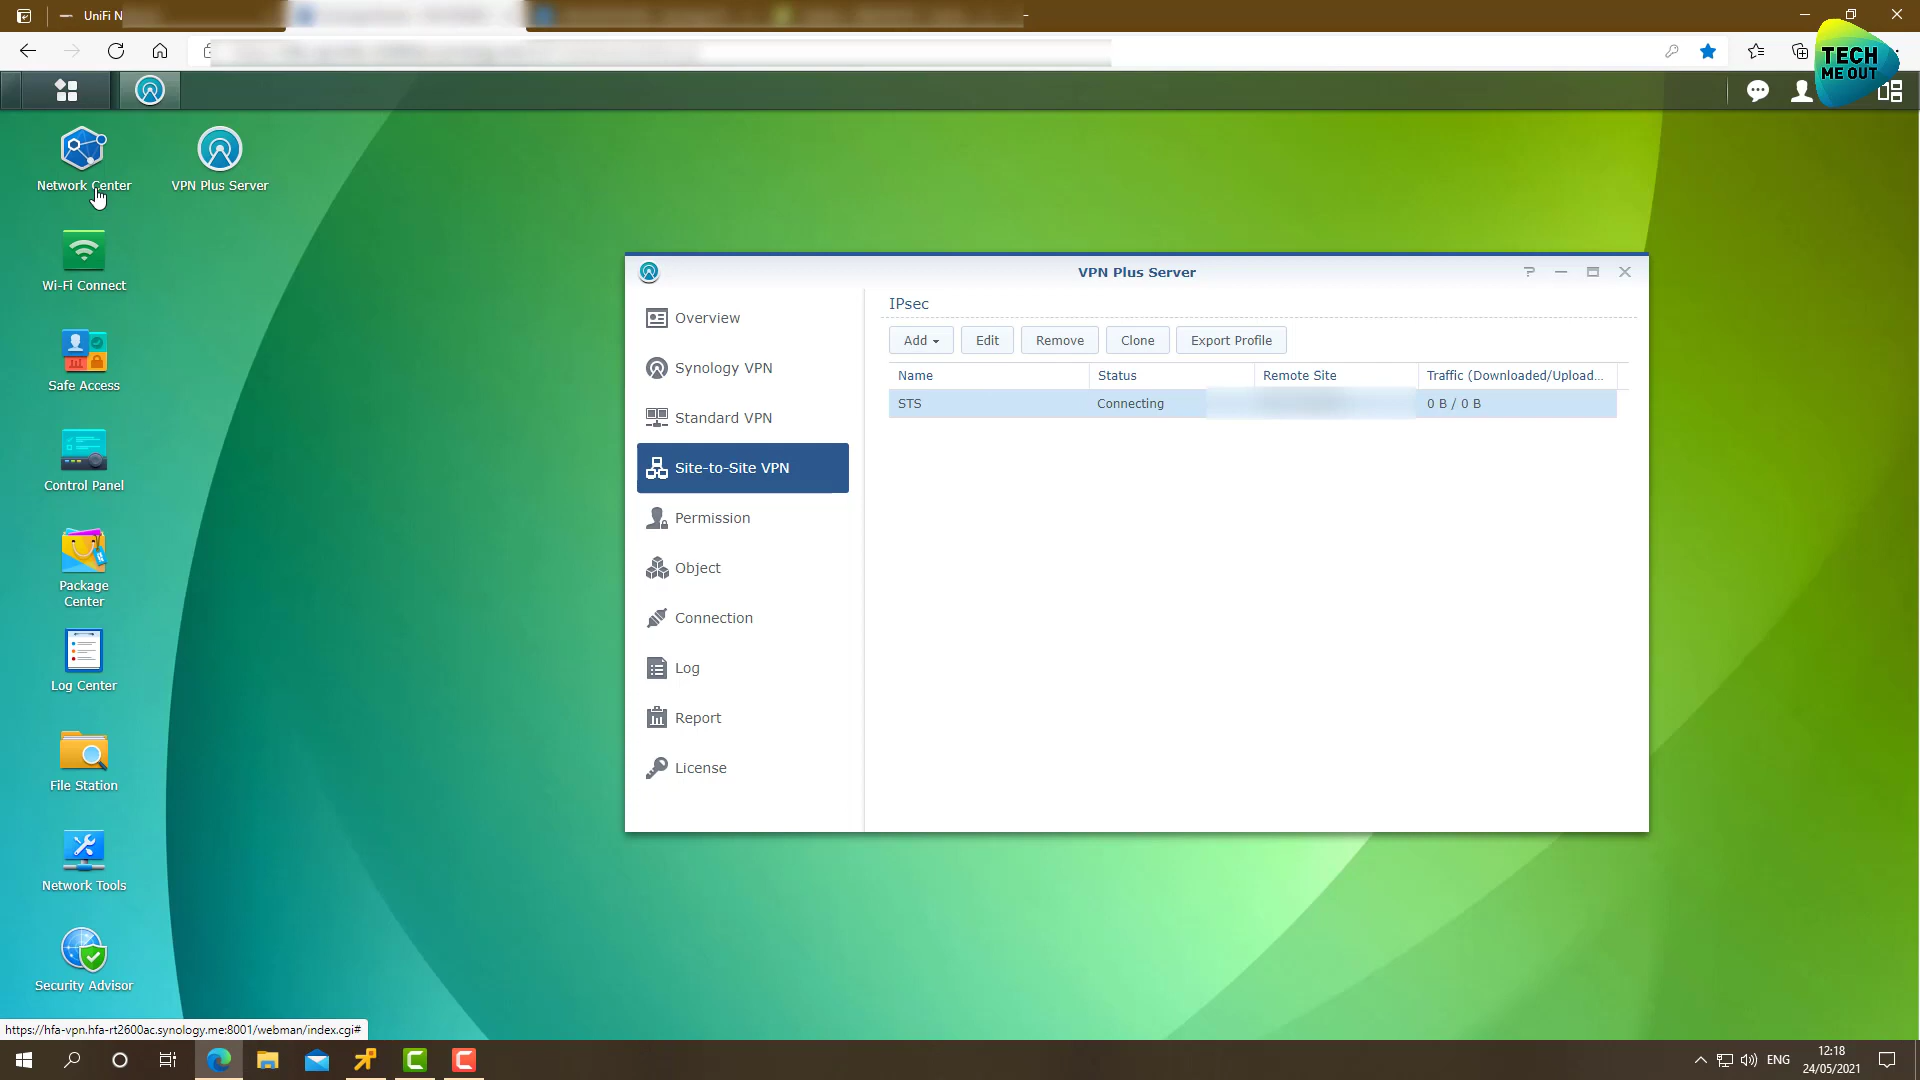 UniFi N
TECH
ME OUT
Network Center
VPN Plus Server
Wi-Fi Connect
Safe Access
Control Panel
Package
Center
Log Center
File Station
Network Tools
Security Advisor
VPN Plus Server
Overview
Synology VPN
Standard VPN
Site-to-Site VPN
Permission
Object
Connection
Log
Report
License
IPsec
Add
Edit
Remove
Clone
Export Profile
Name
Status
Remote Site
Traffic (Downloaded/Upload...
STS
Connecting
0 B / 0 B
https://hfa-vpn.hfa-rt2600ac.synology.me:8001/webman/index.cgi#
ENG
12:18
24/05/2021